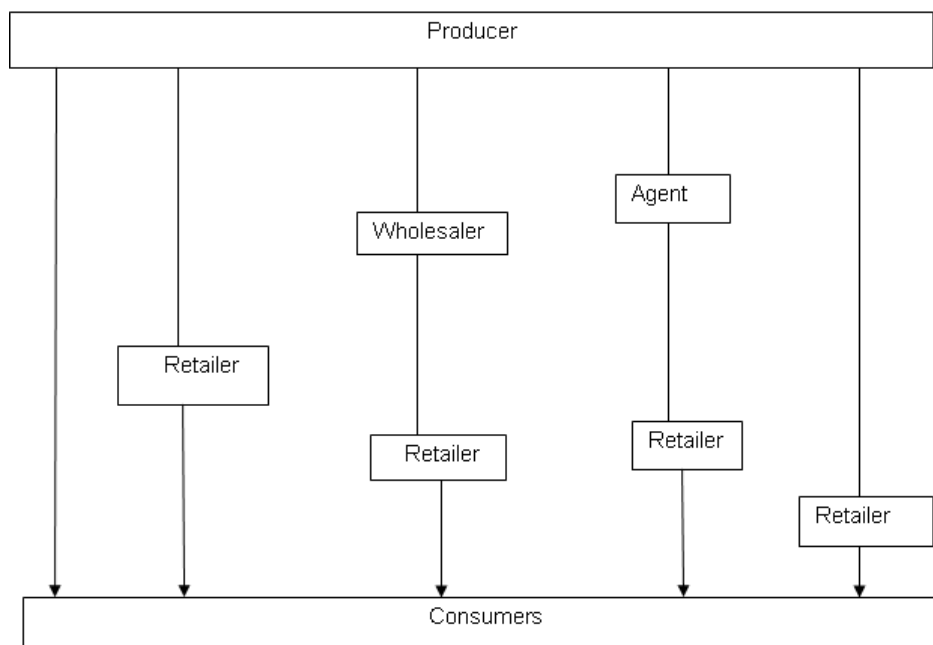 Producer
Agent
Wholesaler
Retailer
Retailer
Retailer
Retailer
Consumers